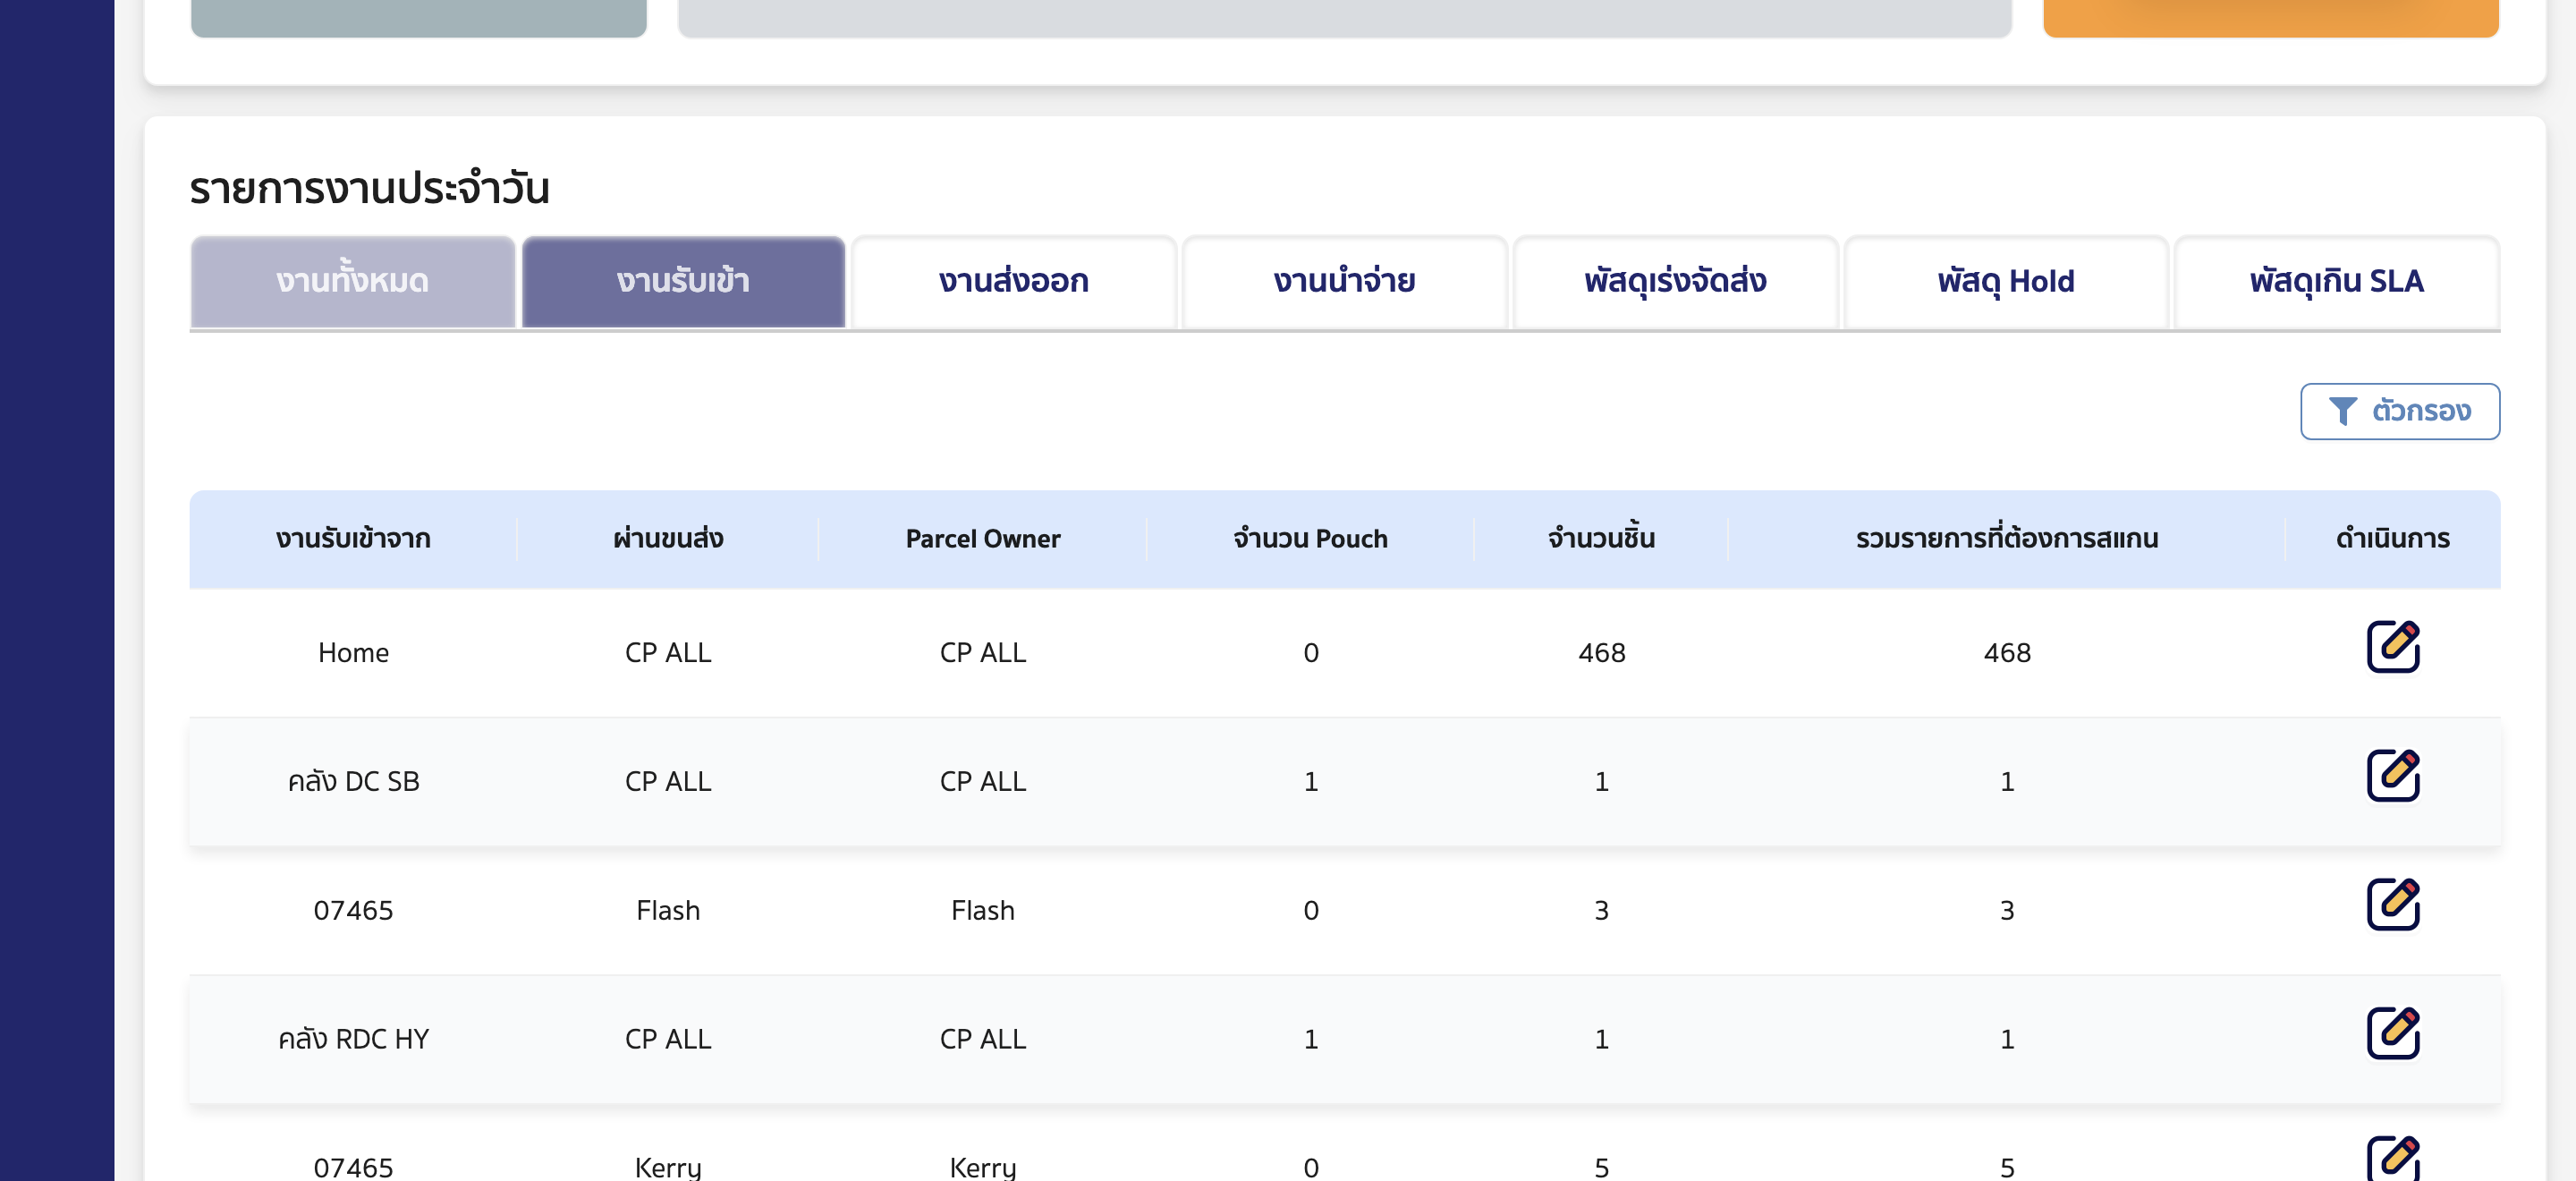 รายการงานประจำวัน
งานทั้งหมด งานรับเข้า งานส่งออก งานนำจ่าย พัสดุเร่งจัดส่ง พัสดุ Hold พัสดุเกิน SLA
ตัวกรอง
งานรับเข้าจาก ผ่านขนส่ง Parcel Owner จำนวน Pouch จำนวนชิ้น รวมรายการที่ต้องการสแกน ดำเนินการ
Home CP ALL CP ALL 0 468 468
คลัง DC SB CP ALL CP ALL 1 1 1
07465 Flash Flash 0 3 3
คลัง RDC HY CP ALL CP ALL 1 1 1
07465 Kerry Kerry 0 5 5